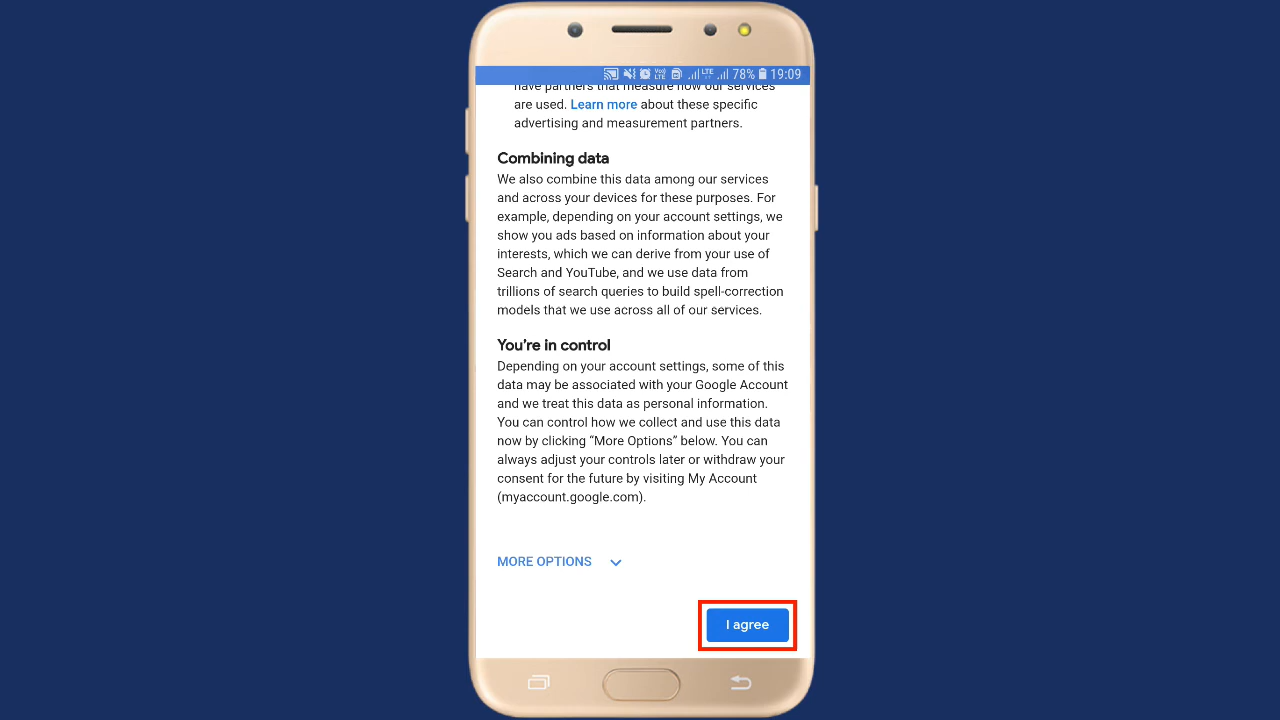 LTE 78% 19:09
have partners that measure how our services
are used. Learn more about these specific
advertising and measurement partners.
Combining data
We also combine this data among our services
and across your devices for these purposes. For
example, depending on your account settings, we
show you ads based on information about your
interests, which we can derive from your use of
Search and YouTube, and we use data from
trillions of search queries to build spell-correction
models that we use across all of our services.
You're in control
Depending on your account settings, some of this
data may be associated with your Google Account
and we treat this data as personal information.
You can control how we collect and use this data
now by clicking “More Options” below. You can
always adjust your controls later or withdraw your
consent for the future by visiting My Account
(myaccount.google.com).
MORE OPTIONS
I agree